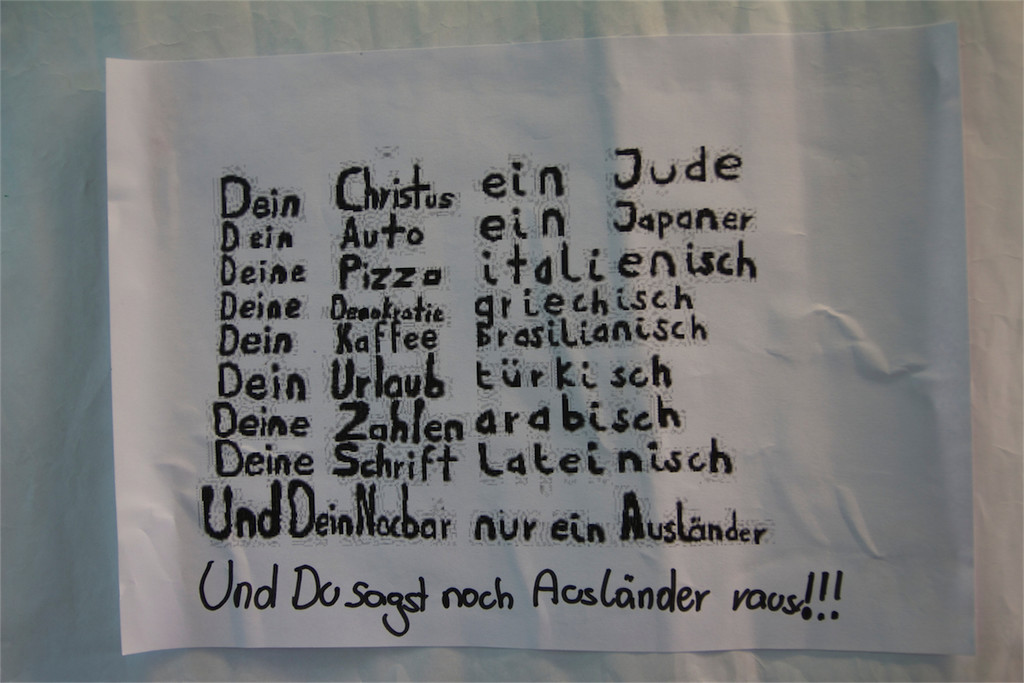 Dein Christus ein Jude
Dein Auto ein Japaner
Deine Pizza italienisch
Deine Demokratie griechisch
Dein Kaffee Brasilianisch
Dein Urlaub türkisch
Deine Zahlen arabisch
Deine Schrift Lateinisch
Und Dein Nacbar nur ein Ausländer
Und Du sagst noch Ausländer raus!!!